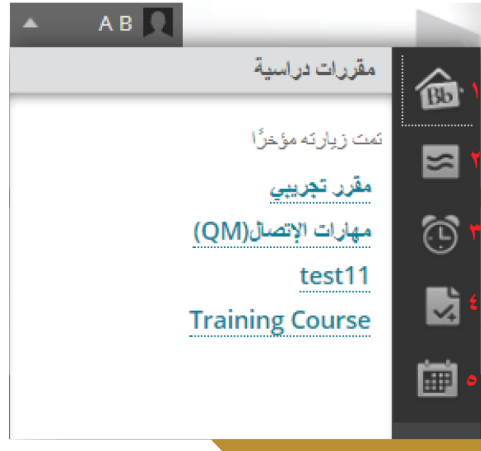 A B
مقررات دراسية
تمت زيارته مؤخرًا
مقرر تجريبي
مهارات الإتصال(QM)
test11
Training Course
Bb
١
٢
٣
٤
٥